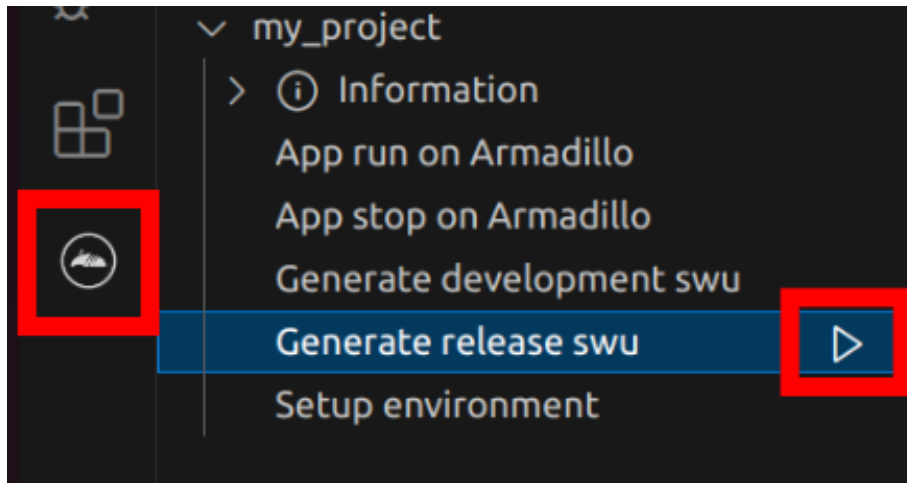 my_project
Information
App run on Armadillo
App stop on Armadillo
Generate development swu
Generate release swu
Setup environment